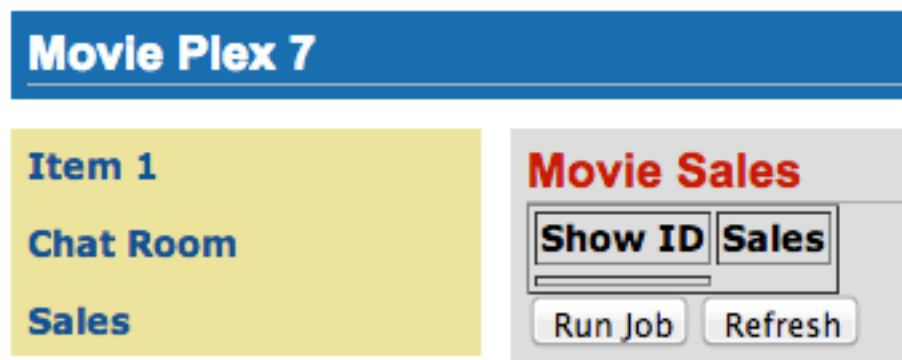 Movie Plex 7
Item 1
Chat Room
Sales
Movie Sales
Show ID Sales
Run Job Refresh